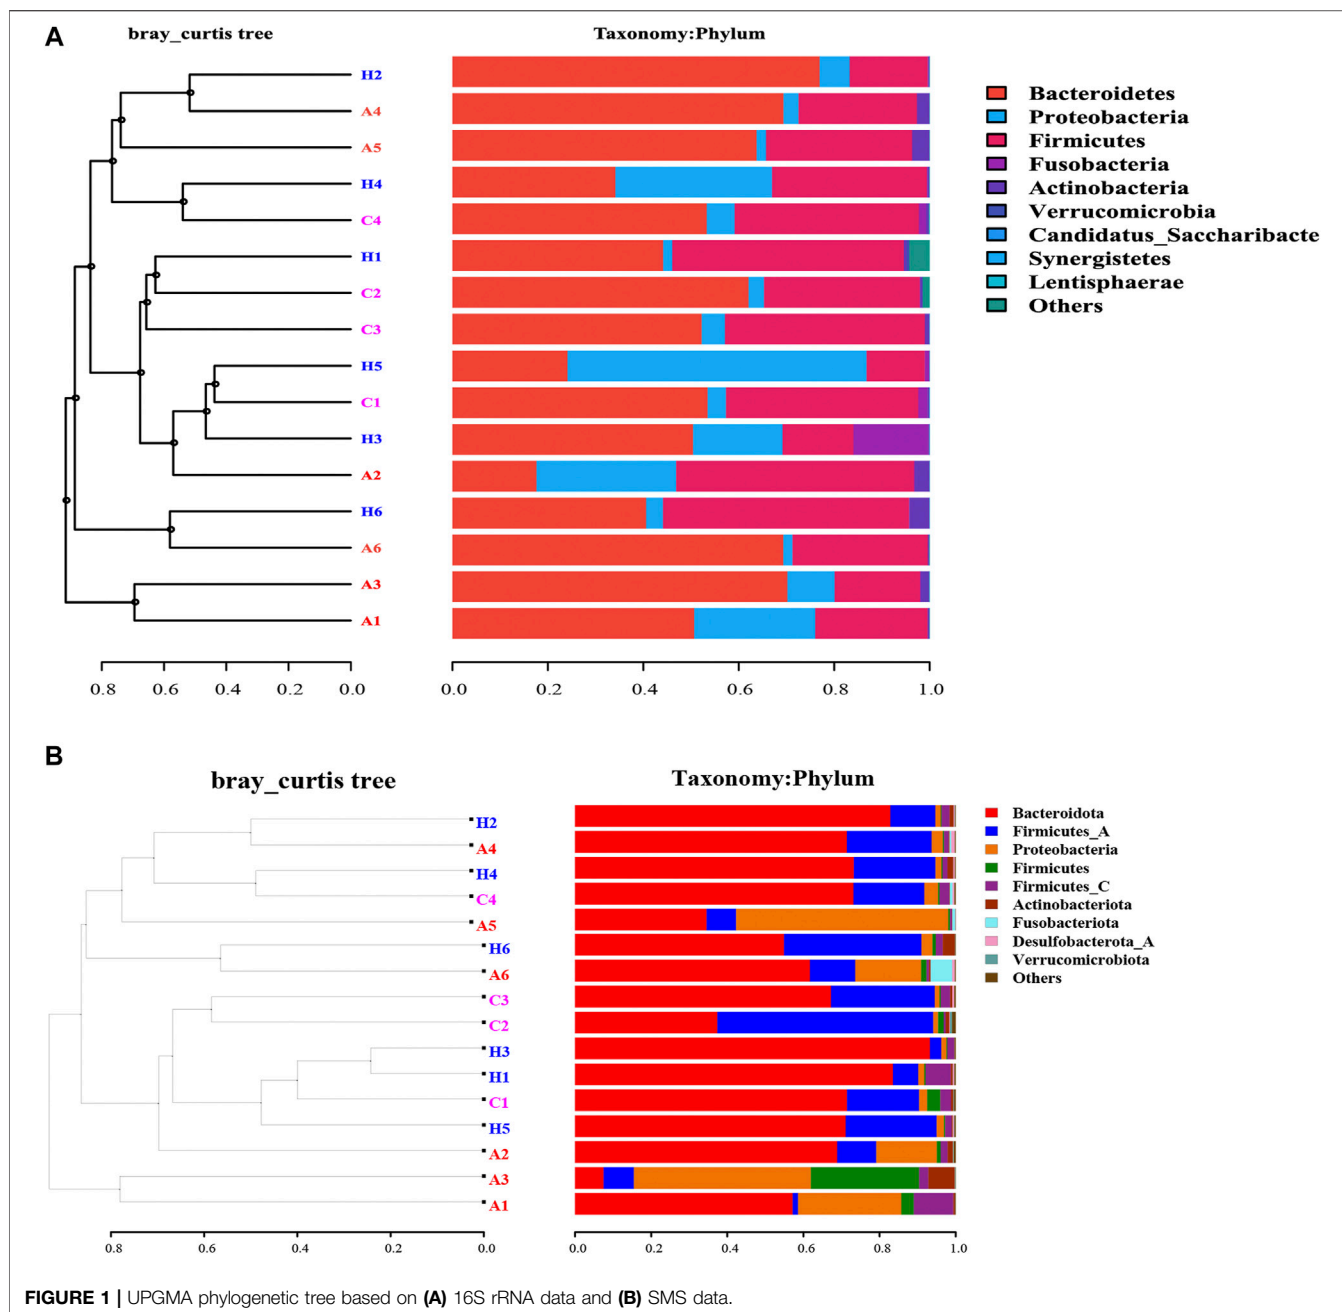 A
bray_curtis tree
Taxonomy:Phylum
H2
A4
A5
H4
C4
H1
C2
C3
H5
C1
H3
A2
H6
A6
A3
A1
0.8 0.6 0.4 0.2 0.0
0.0 0.2 0.4 0.6 0.8 1.0
Bacteroidetes
Proteobacteria
Firmicutes
Fusobacteria
Actinobacteria
Verrucomicrobia
Candidatus_Saccharibacte
Synergistetes
Lentisphaerae
Others
B
bray_curtis tree
Taxonomy:Phylum
H2
A4
H4
C4
A5
H6
A6
C3
C2
H3
H1
C1
H5
A2
A3
A1
0.8 0.6 0.4 0.2 0.0
0.0 0.2 0.4 0.6 0.8 1.0
Bacteroidota
Firmicutes_A
Proteobacteria
Firmicutes
Firmicutes_C
Actinobacteriota
Fusobacteriota
Desulfobacterota_A
Verrucomicrobiota
Others
FIGURE 1 | UPGMA phylogenetic tree based on (A) 16S rRNA data and (B) SMS data.